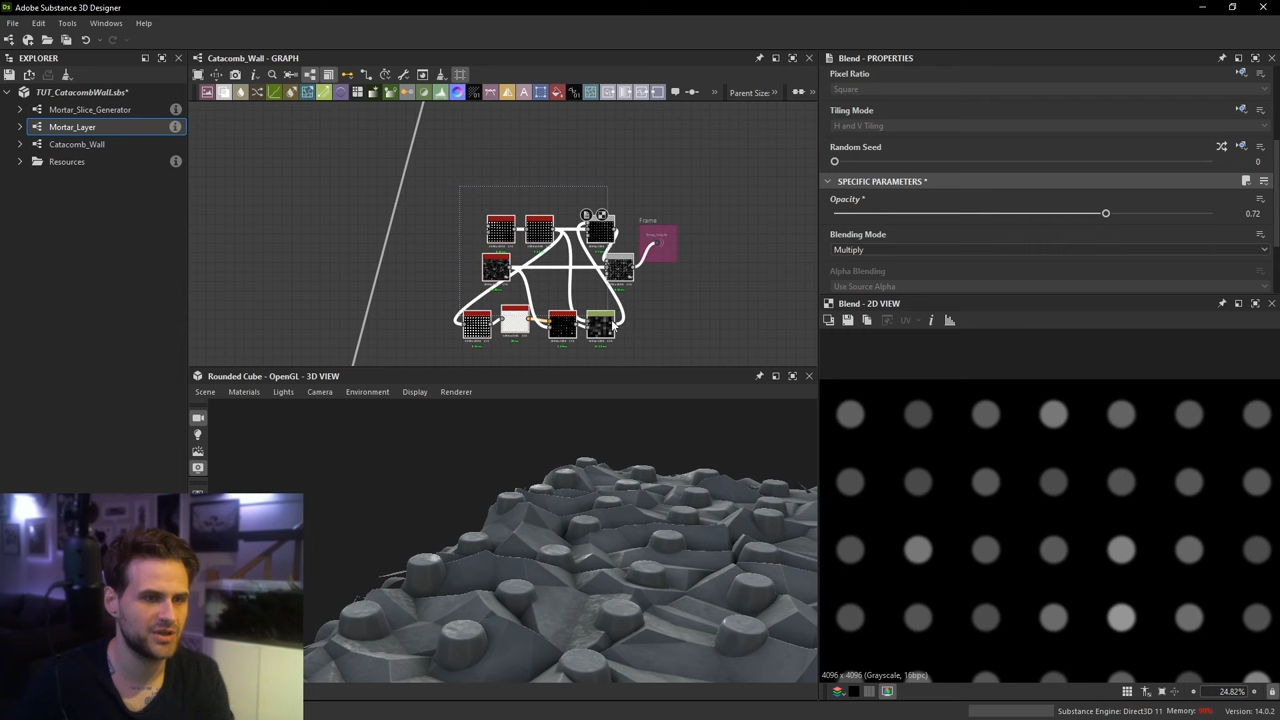 Adobe Substance 3D Designer
File Edit Tools Windows Help
EXPLORER
TUT_CatacombWall.sbs*
Mortar_Slice_Generator
Mortar_Layer
Catacomb_Wall
Resources
Catacomb_Wall - GRAPH
Parent Size:
Frame
Rounded Cube - OpenGL - 3D VIEW
Scene Materials Lights Camera Environment Display Renderer
Blend - PROPERTIES
Pixel Ratio
Square
Tiling Mode
H and V Tiling
Random Seed
0
SPECIFIC PARAMETERS *
Opacity *
0.72
Blending Mode
Multiply
Alpha Blending
Use Source Alpha
Blend - 2D VIEW
UV
4096 x 4096 (Grayscale, 16bpc)
24.82%
Substance Engine: Direct3D 11 Memory: Version: 14.0.2